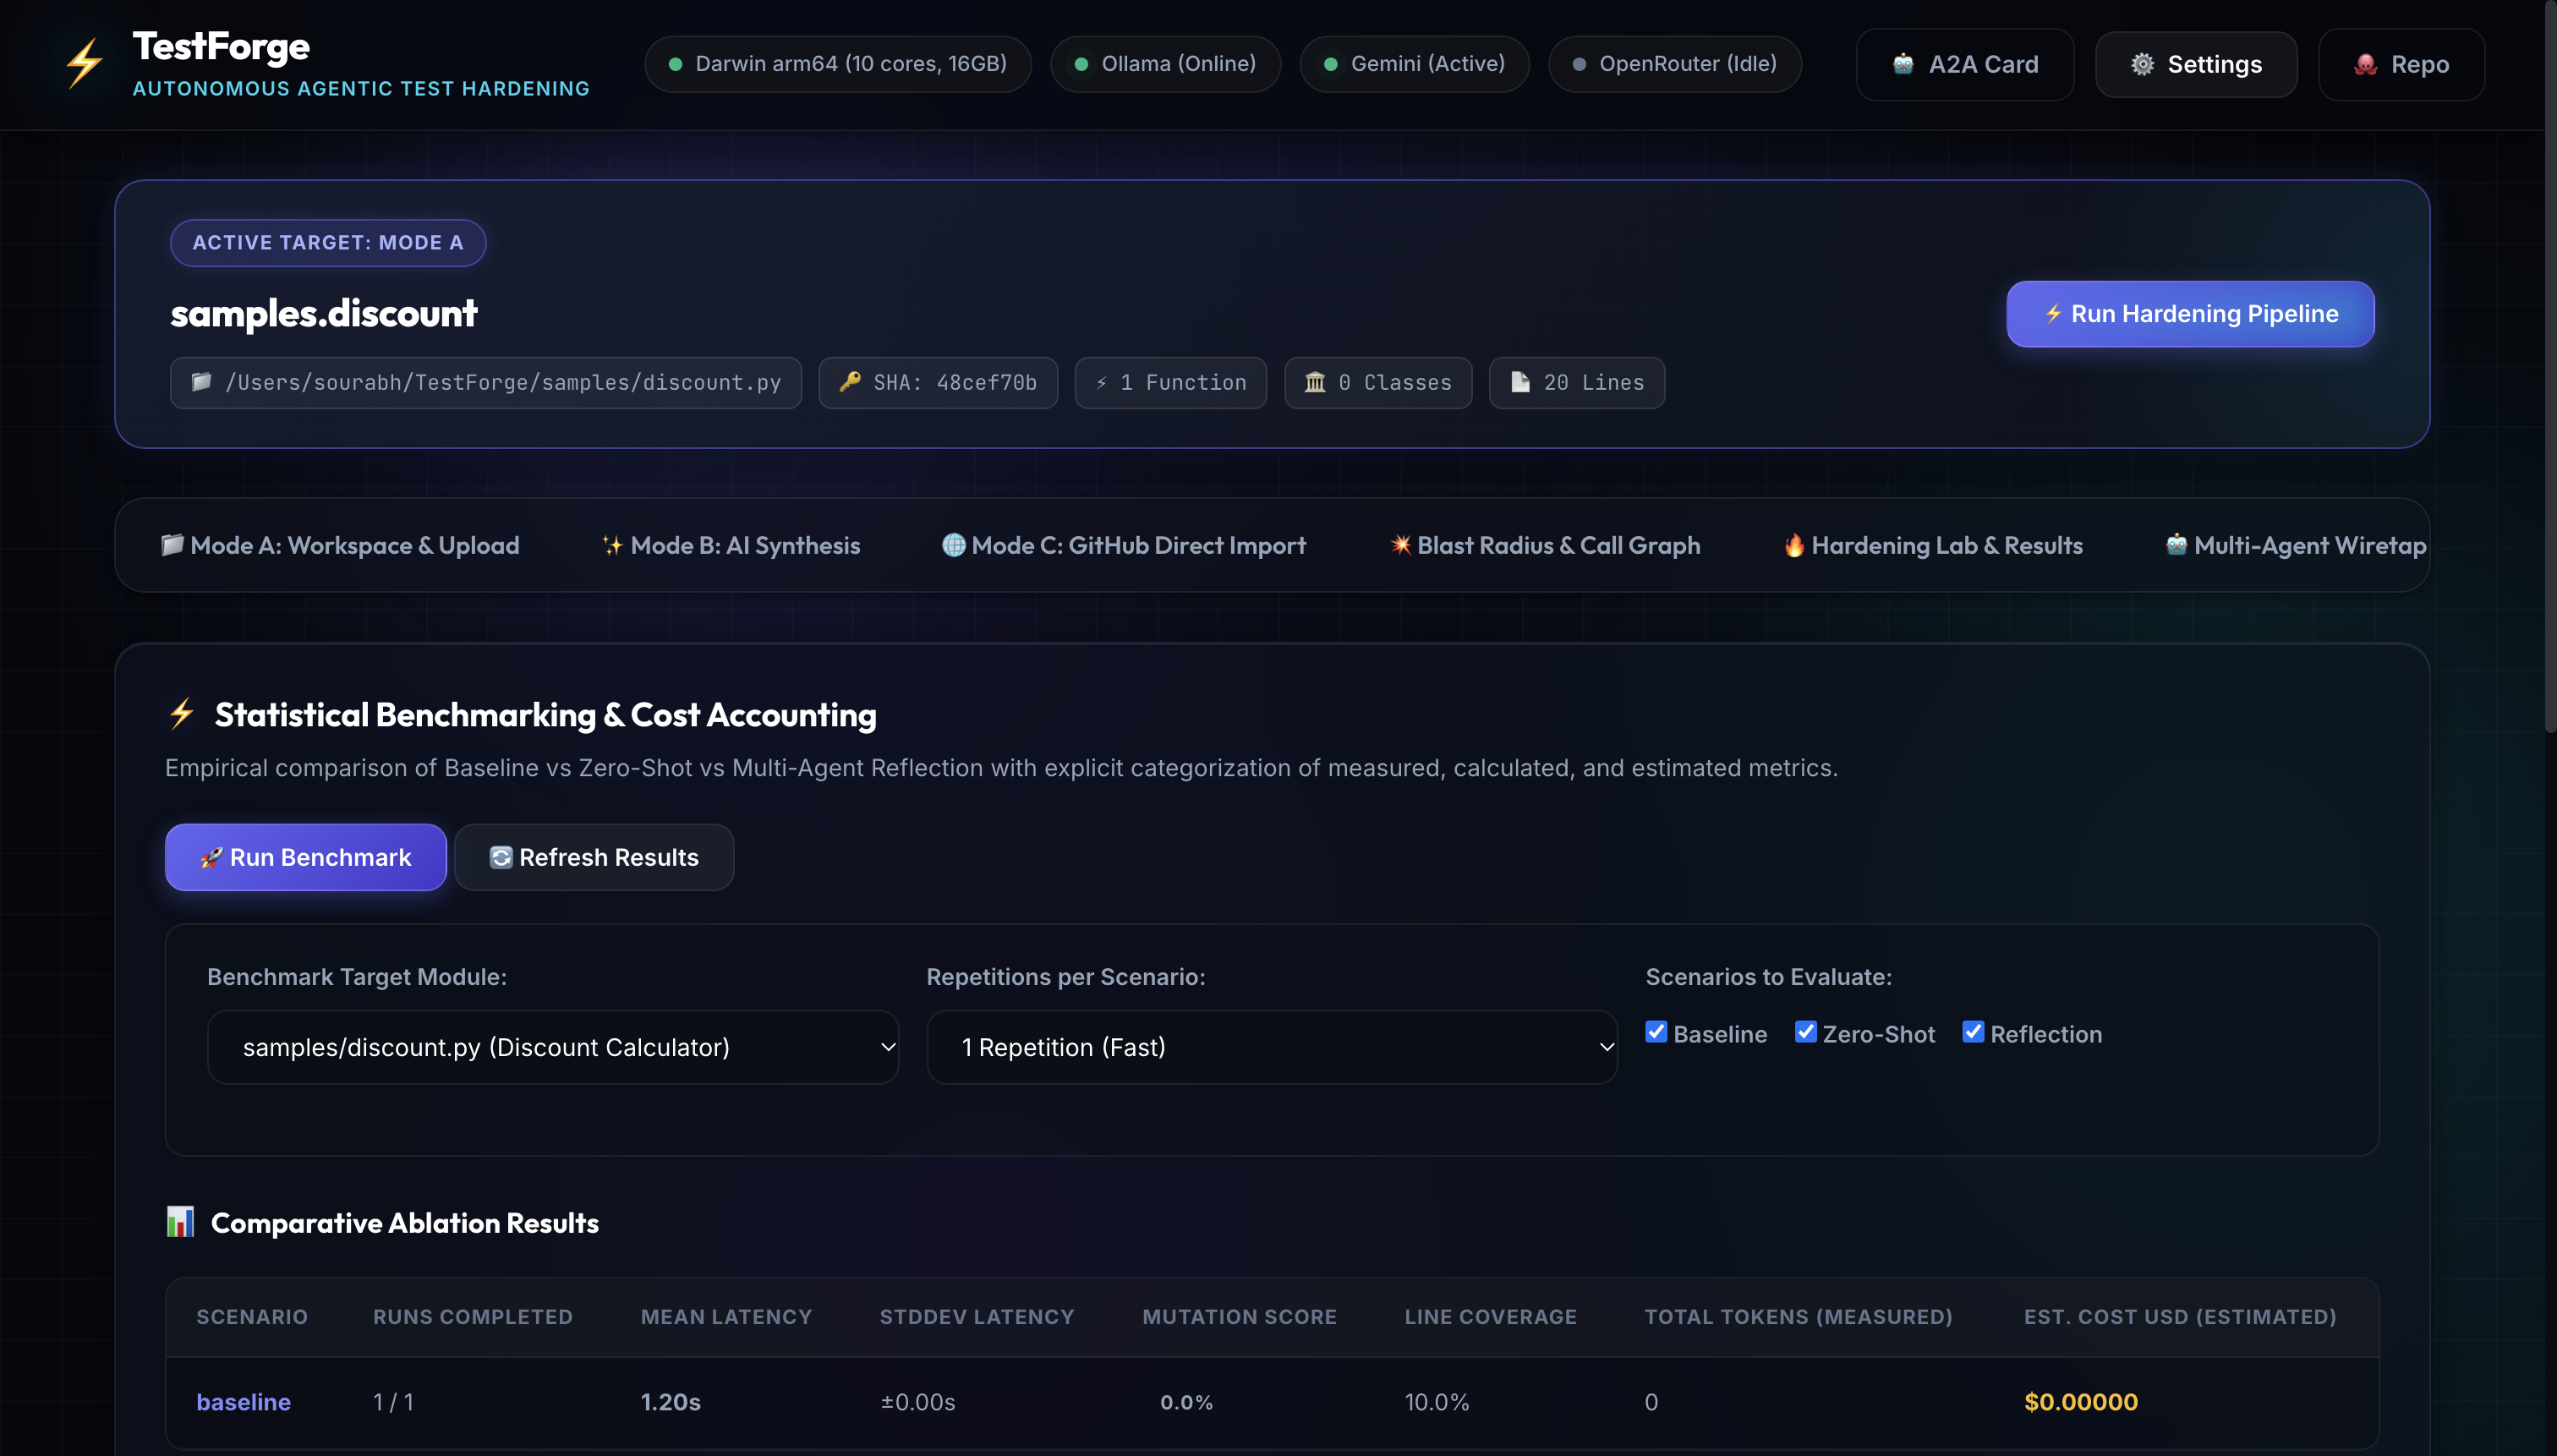 TestForge
AUTONOMOUS AGENTIC TEST HARDENING
Darwin arm64 (10 cores, 16GB)
Ollama (Online)
Gemini (Active)
OpenRouter (Idle)
A2A Card
Settings
Repo
ACTIVE TARGET: MODE A
samples.discount
/Users/sourabh/TestForge/samples/discount.py
SHA: 48cef70b
1 Function
0 Classes
20 Lines
Run Hardening Pipeline
Mode A: Workspace & Upload
Mode B: AI Synthesis
Mode C: GitHub Direct Import
Blast Radius & Call Graph
Hardening Lab & Results
Multi-Agent Wiretap
Statistical Benchmarking & Cost Accounting
Empirical comparison of Baseline vs Zero-Shot vs Multi-Agent Reflection with explicit categorization of measured, calculated, and estimated metrics.
Run Benchmark
Refresh Results
Benchmark Target Module:
samples/discount.py (Discount Calculator)
Repetitions per Scenario:
1 Repetition (Fast)
Scenarios to Evaluate:
Baseline
Zero-Shot
Reflection
Comparative Ablation Results
SCENARIO RUNS COMPLETED MEAN LATENCY STDDEV LATENCY MUTATION SCORE LINE COVERAGE TOTAL TOKENS (MEASURED) EST. COST USD (ESTIMATED)
baseline 1 / 1 1.20s ±0.00s 0.0% 10.0% 0 $0.00000